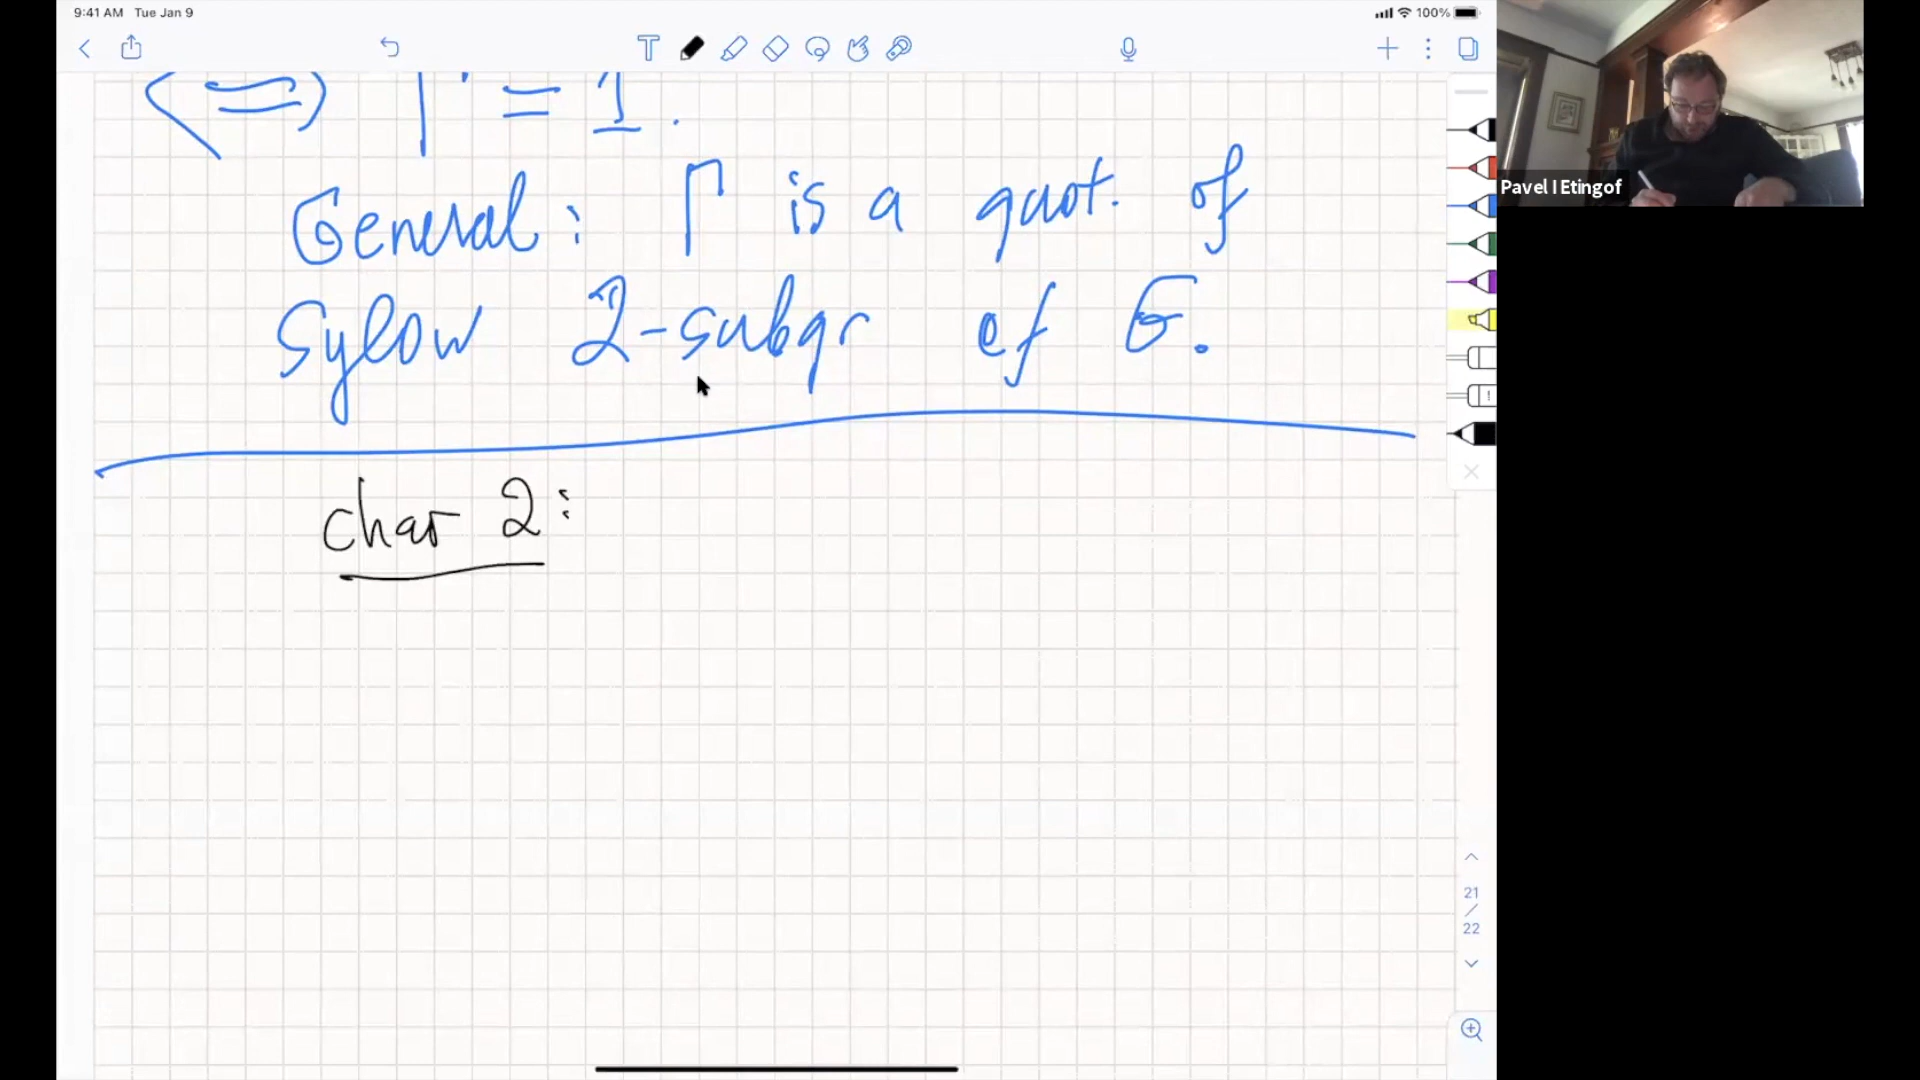 9:41 AM Tue Jan 9
100%
⟺ Γ = 1.
General: Γ is a quot. of
Sylow 2-subgr of G.
char 2:
Pavel I Etingof
21
/
22